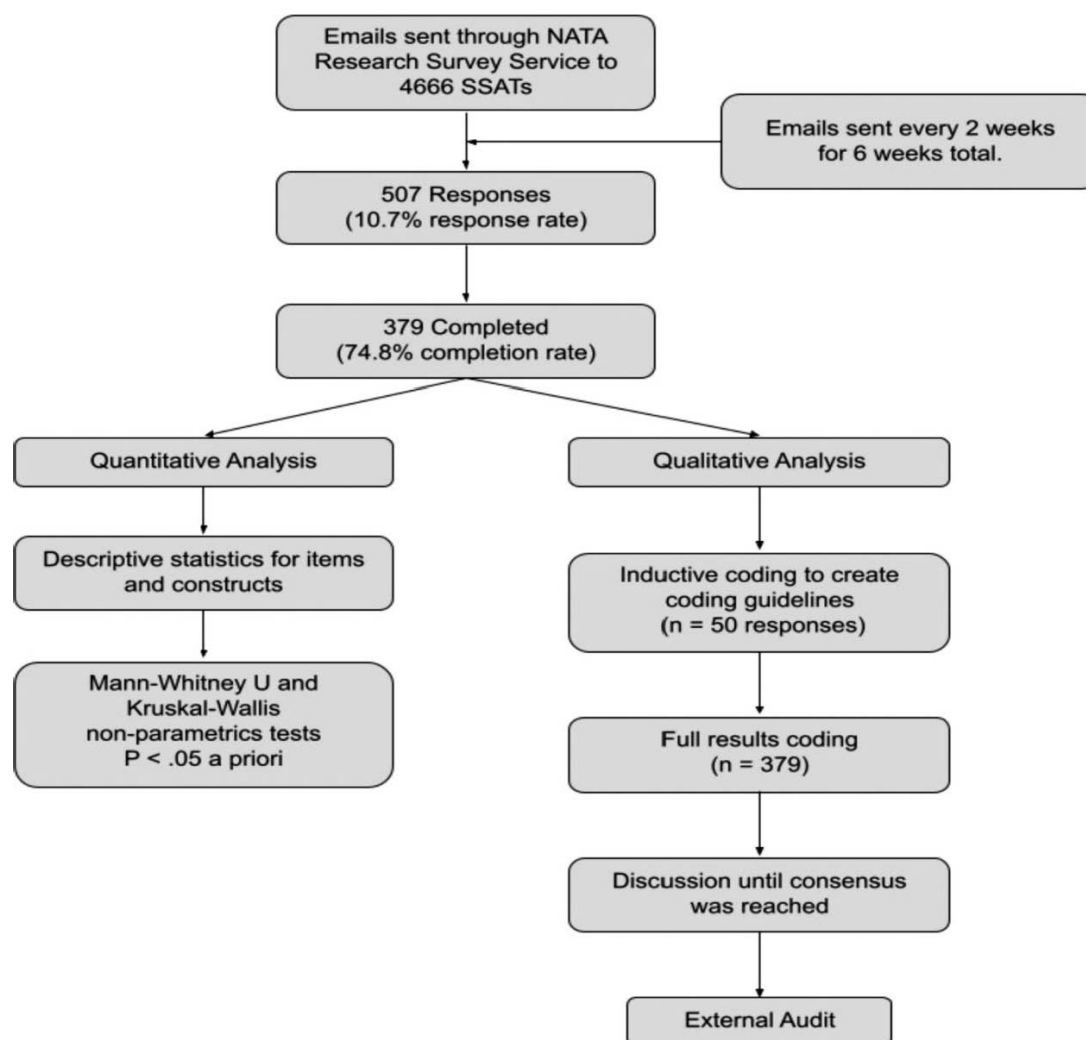 Emails sent through NATA
Research Survey Service to
4666 SSATs
Emails sent every 2 weeks
for 6 weeks total.
507 Responses
(10.7% response rate)
379 Completed
(74.8% completion rate)
Quantitative Analysis
Qualitative Analysis
Descriptive statistics for items
and constructs
Inductive coding to create
coding guidelines
(n = 50 responses)
Mann-Whitney U and
Kruskal-Wallis
non-parametrics tests
P < .05 a priori
Full results coding
(n = 379)
Discussion until consensus
was reached
External Audit